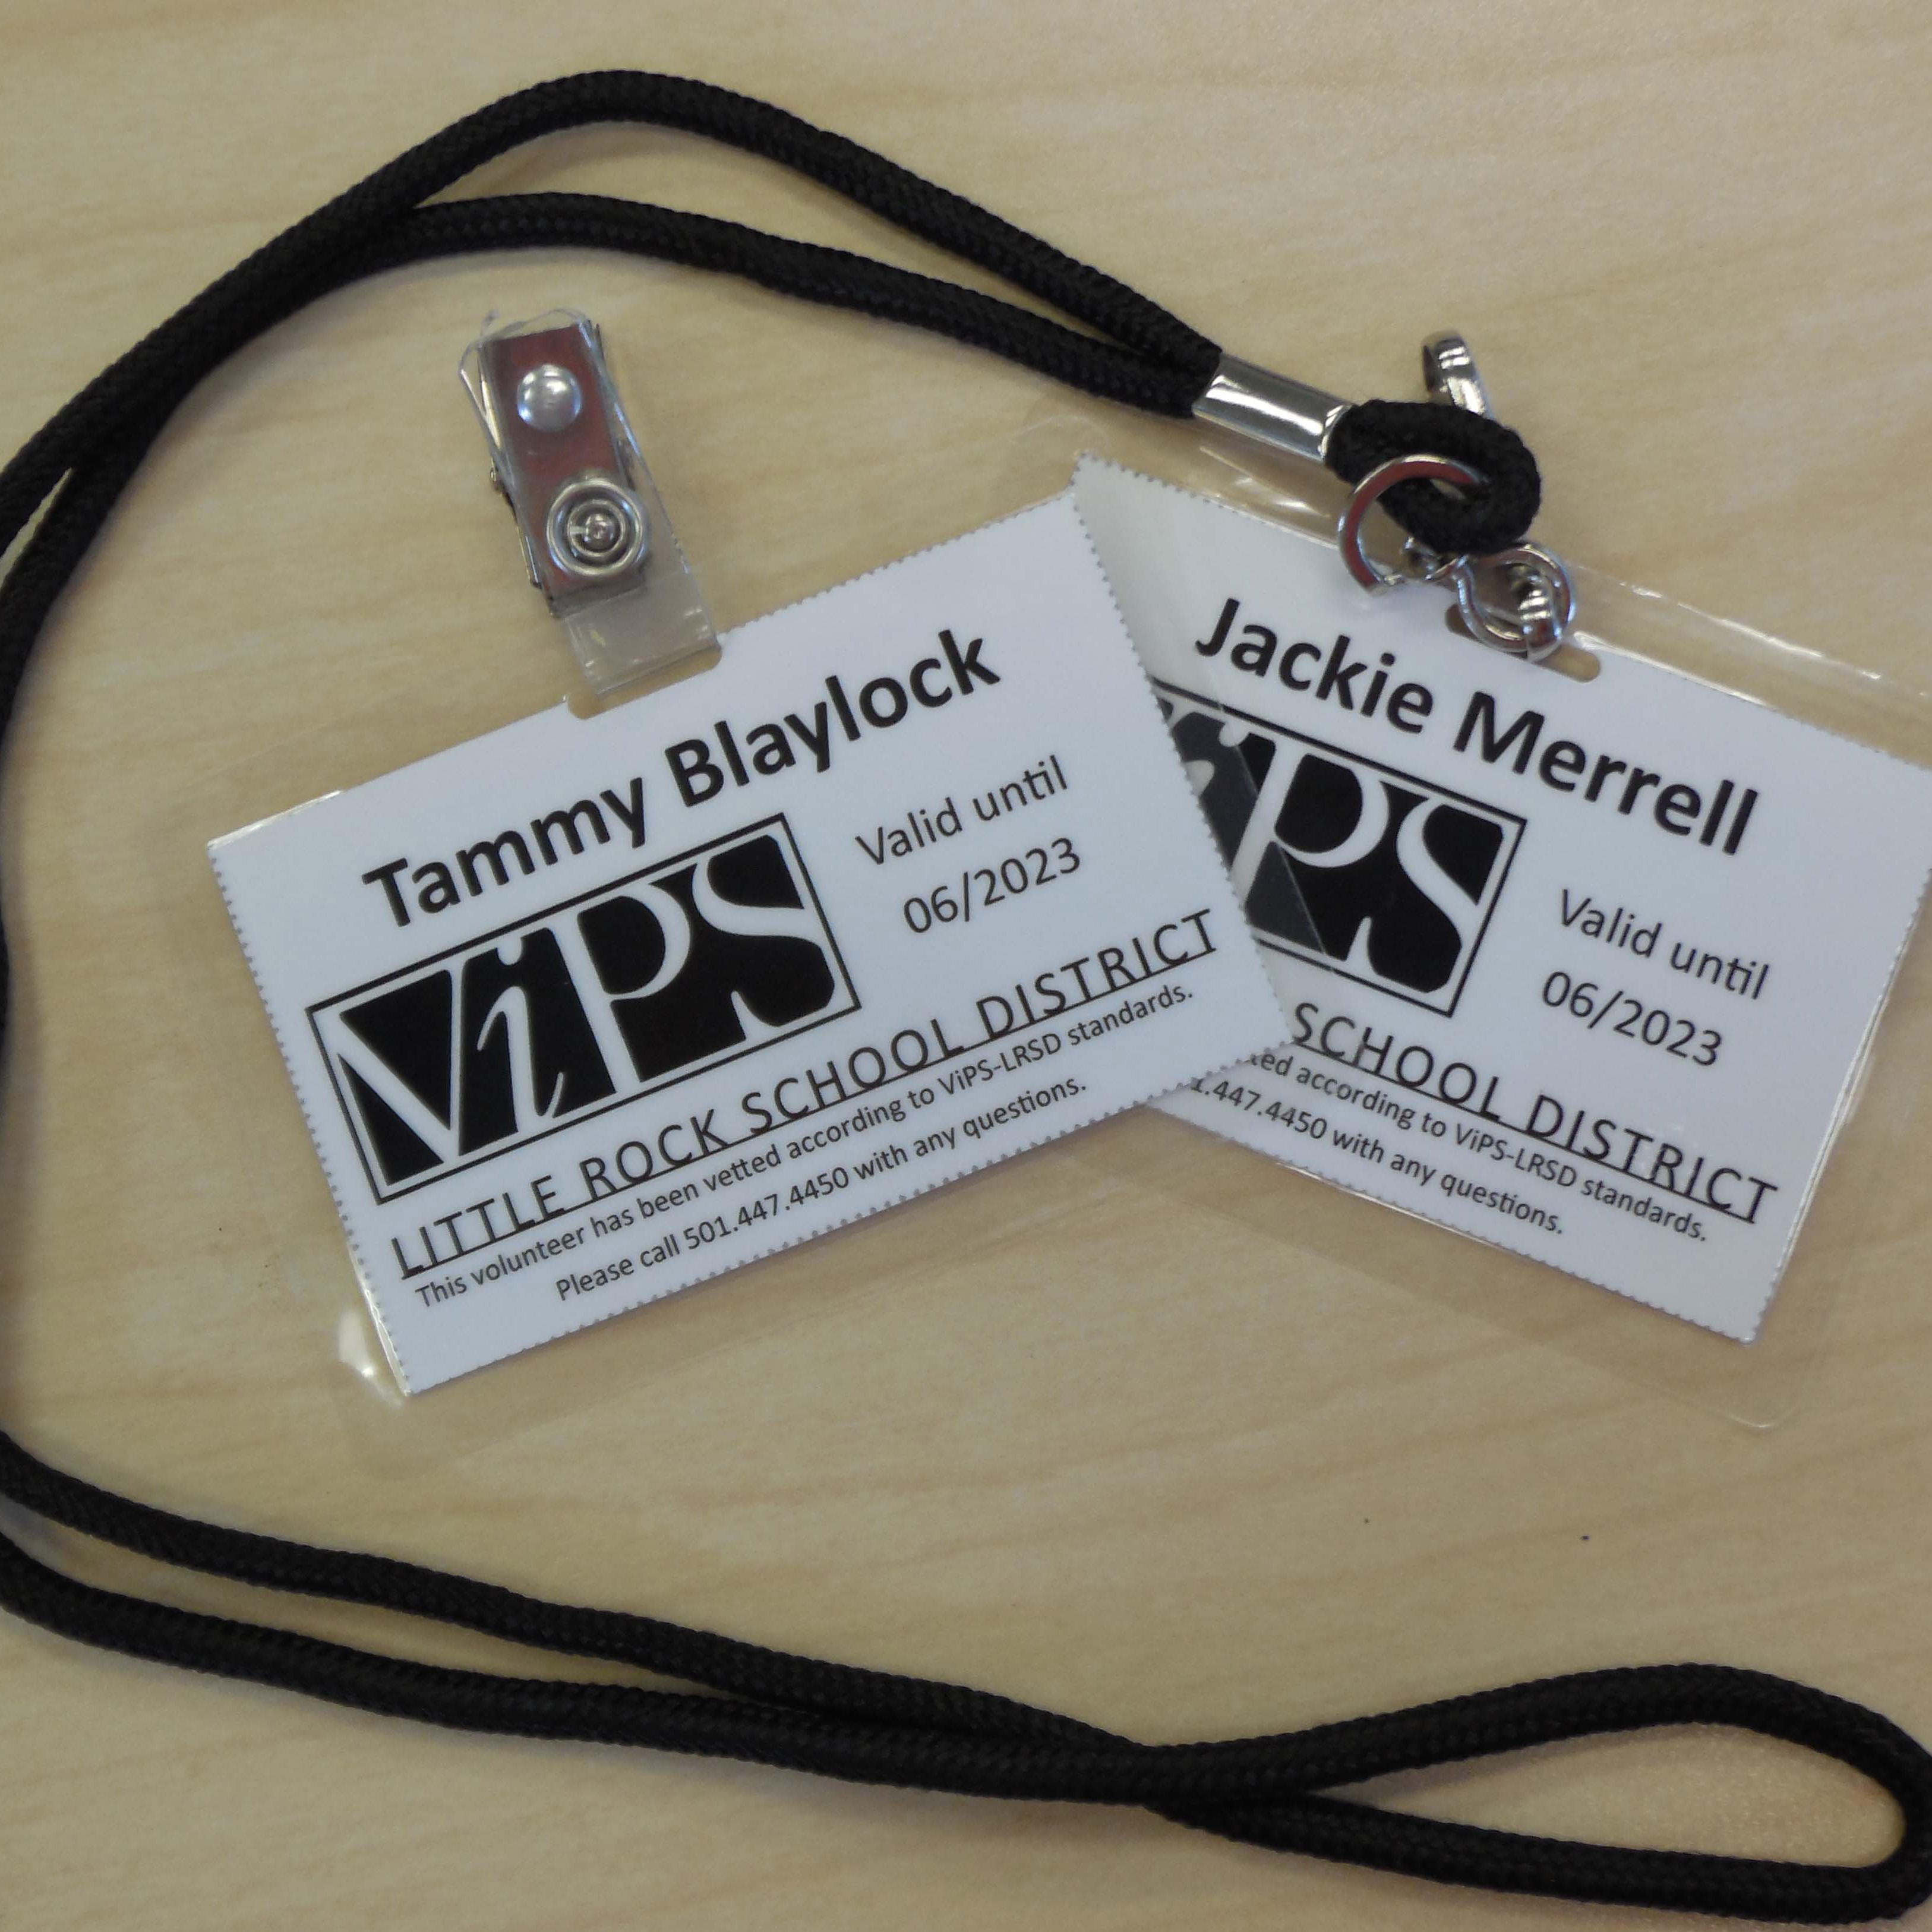 Tammy Blaylock
ViPS
Valid until
06/2023
LITTLE ROCK SCHOOL DISTRICT
This volunteer has been vetted according to ViPS-LRSD standards.
Please call 501.447.4450 with any questions.
Jackie Merrell
ViPS
Valid until
06/2023
SCHOOL DISTRICT
according to ViPS-LRSD standards.
1.447.4450 with any questions.